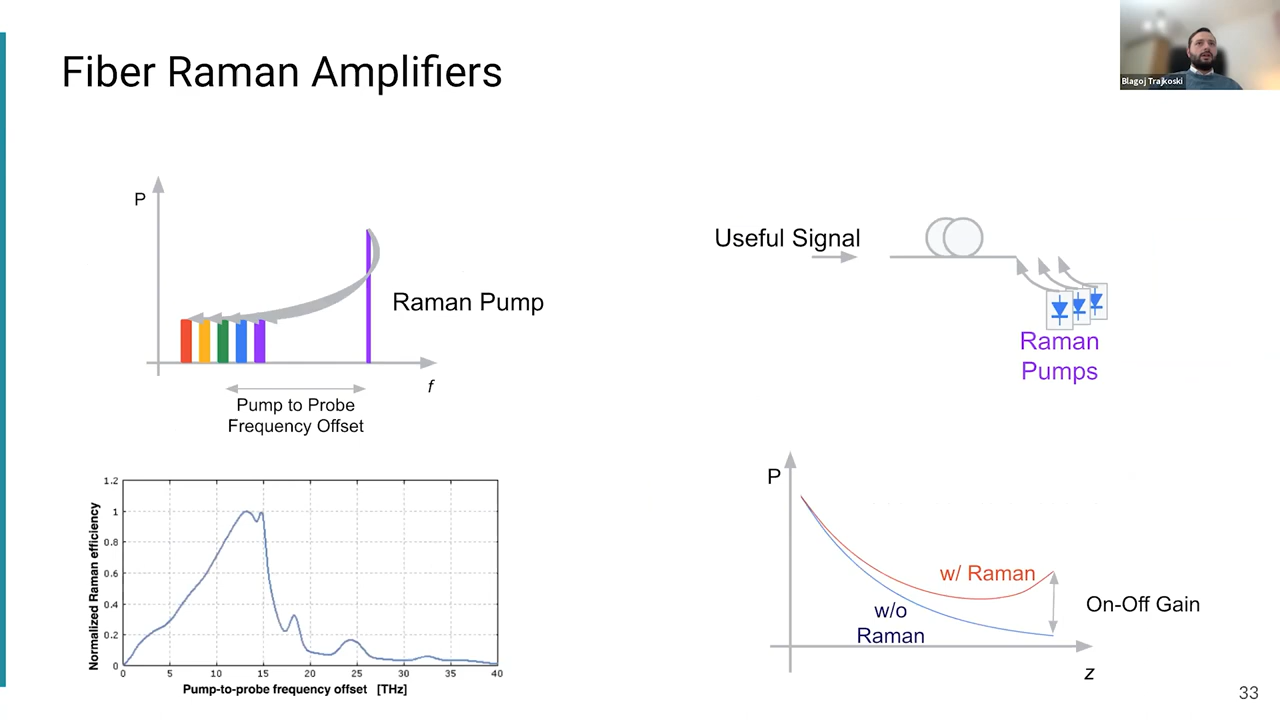 Fiber Raman Amplifiers
Blagoj Trajkoski
P
Raman Pump
f
Pump to Probe
Frequency Offset
Useful Signal
Raman
Pumps
1.2
1
0.8
0.6
0.4
0.2
0
Normalized Raman efficiency
0 5 10 15 20 25 30 35 40
Pump-to-probe frequency offset [THz]
P
w/ Raman
w/o
Raman
On-Off Gain
z
33